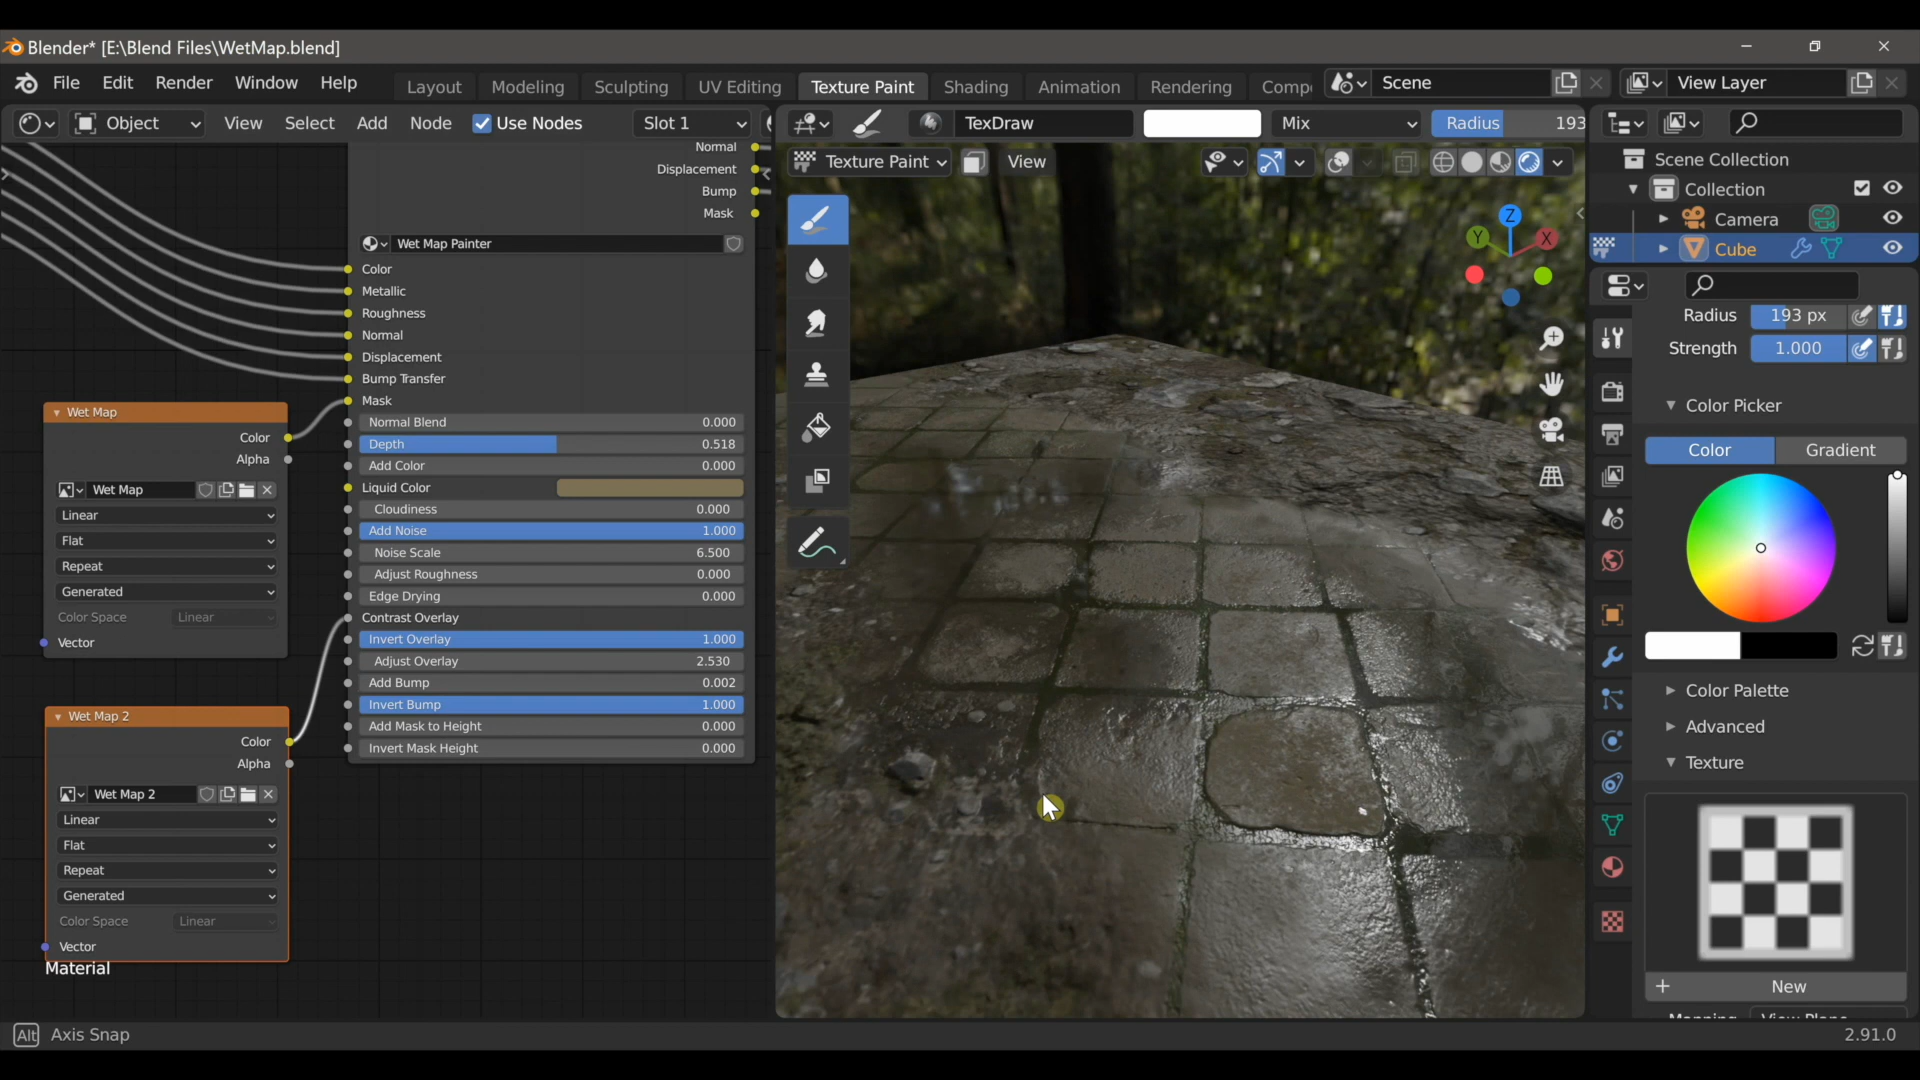 Blender* [E:\Blend Files\WetMap.blend]
File Edit Render Window Help
Layout Modeling Sculpting UV Editing Texture Paint Shading Animation Rendering Comp
Scene
View Layer
Object View Select Add Node Use Nodes Slot 1
TexDraw Mix Radius 193
Texture Paint View
Normal
Displacement
Bump
Mask
Wet Map Painter
Color
Metallic
Roughness
Normal
Displacement
Bump Transfer
Mask
Normal Blend 0.000
Depth 0.518
Add Color 0.000
Liquid Color
Cloudiness 0.000
Add Noise 1.000
Noise Scale 6.500
Adjust Roughness 0.000
Edge Drying 0.000
Contrast Overlay
Invert Overlay 1.000
Adjust Overlay 2.530
Add Bump 0.002
Invert Bump 1.000
Add Mask to Height 0.000
Invert Mask Height 0.000
Wet Map
Color
Alpha
Wet Map
Linear
Flat
Repeat
Generated
Color Space Linear
Vector
Wet Map 2
Color
Alpha
Wet Map 2
Linear
Flat
Repeat
Generated
Color Space Linear
Vector
Material
Z
Y
X
Scene Collection
Collection
Camera
Cube
Radius 193 px
Strength 1.000
Color Picker
Color Gradient
Color Palette
Advanced
Texture
New
Mapping View Plane
Alt Axis Snap
2.91.0